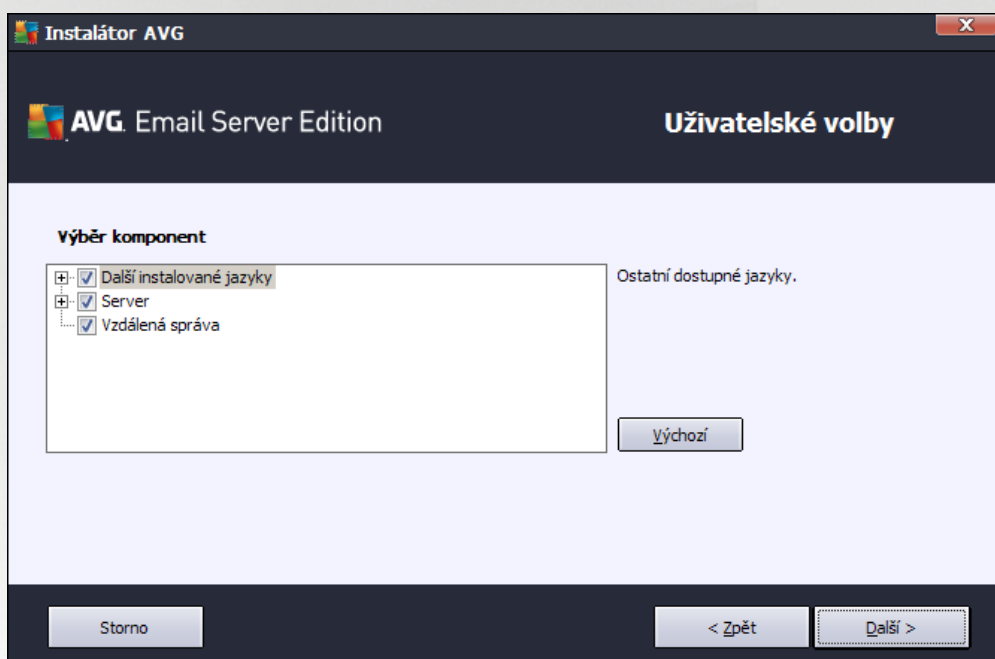 Instalátor AVG
AVG. Email Server Edition
Uživatelské volby
Výběr komponent
Další instalované jazyky
Server
Vzdálená správa
Ostatní dostupné jazyky.
Výchozí
Storno
< Zpět
Další >